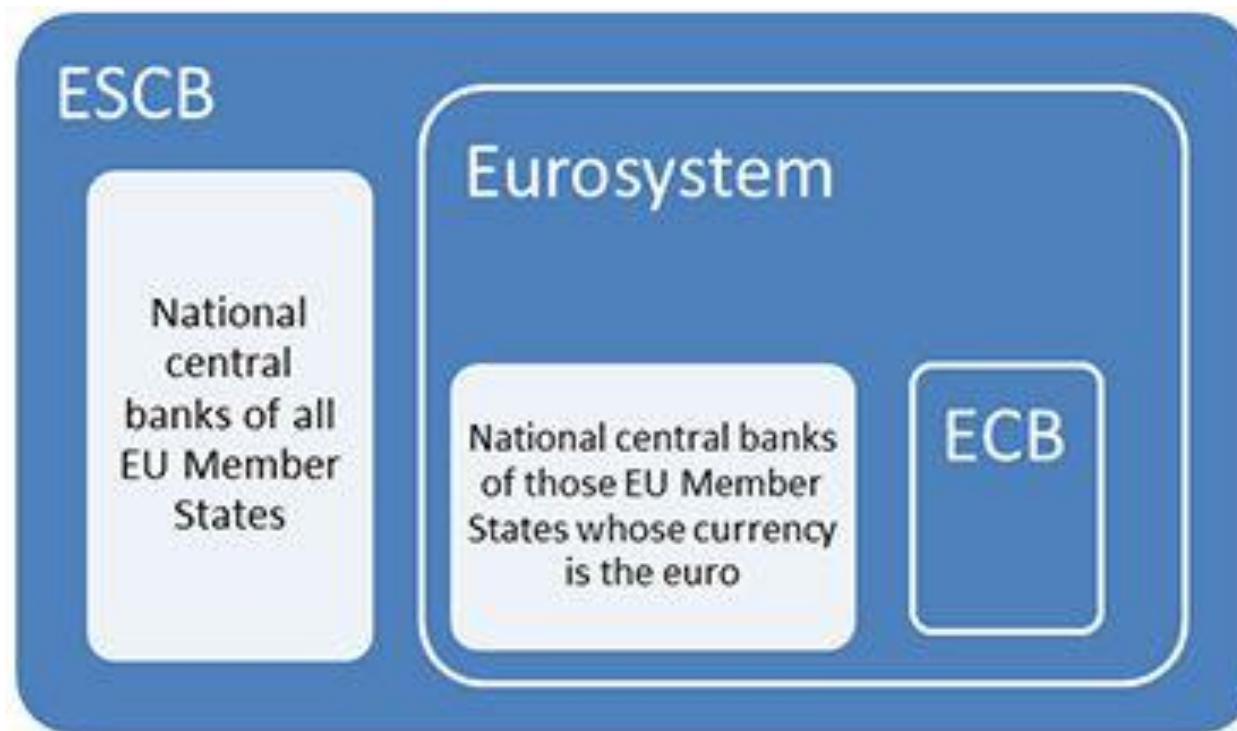 ESCB
National
central
banks of all
EU Member
States
Eurosystem
National central banks
of those EU Member
States whose currency
is the euro
ECB